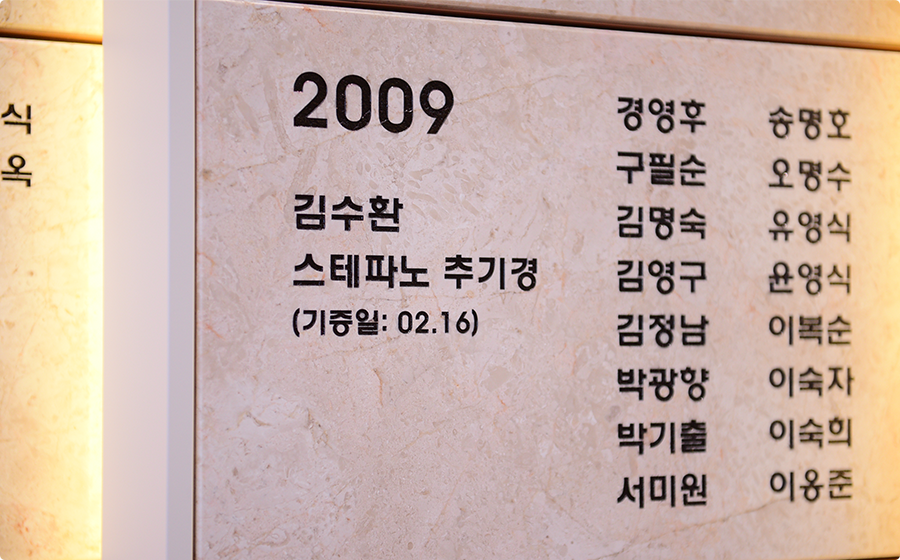 식
옥
2009
김수환
스테파노 추기경
(기증일: 02.16)
경영후
구필순
김명숙
김영구
김정남
박광향
박기출
서미원
송명호
오명수
유영식
윤영식
이복순
이숙자
이숙희
이용준